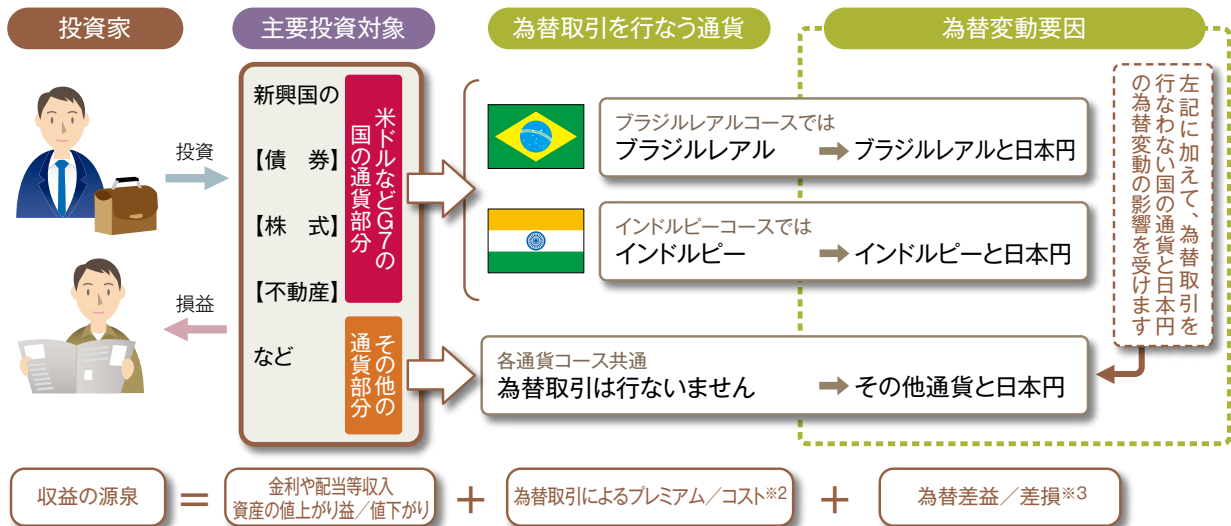 投資家
主要投資対象
為替取引を行なう通貨
為替変動要因
投資
損益
新興国の
【債　券】
【株　式】
【不動産】
など
米ドルなどG7の
国の通貨部分
その他の
通貨部分
ブラジルレアルコースでは
ブラジルレアル
ブラジルレアルと日本円
インドルピーコースでは
インドルピー
インドルピーと日本円
各通貨コース共通
為替取引は行ないません
その他通貨と日本円
左記に加えて、為替取引を
行なわない国の通貨と日本円
の為替変動の影響を受けます
収益の源泉
=
金利や配当等収入
資産の値上がり益／値下がり
+
為替取引によるプレミアム／コスト※2
+
為替差益／差損※3